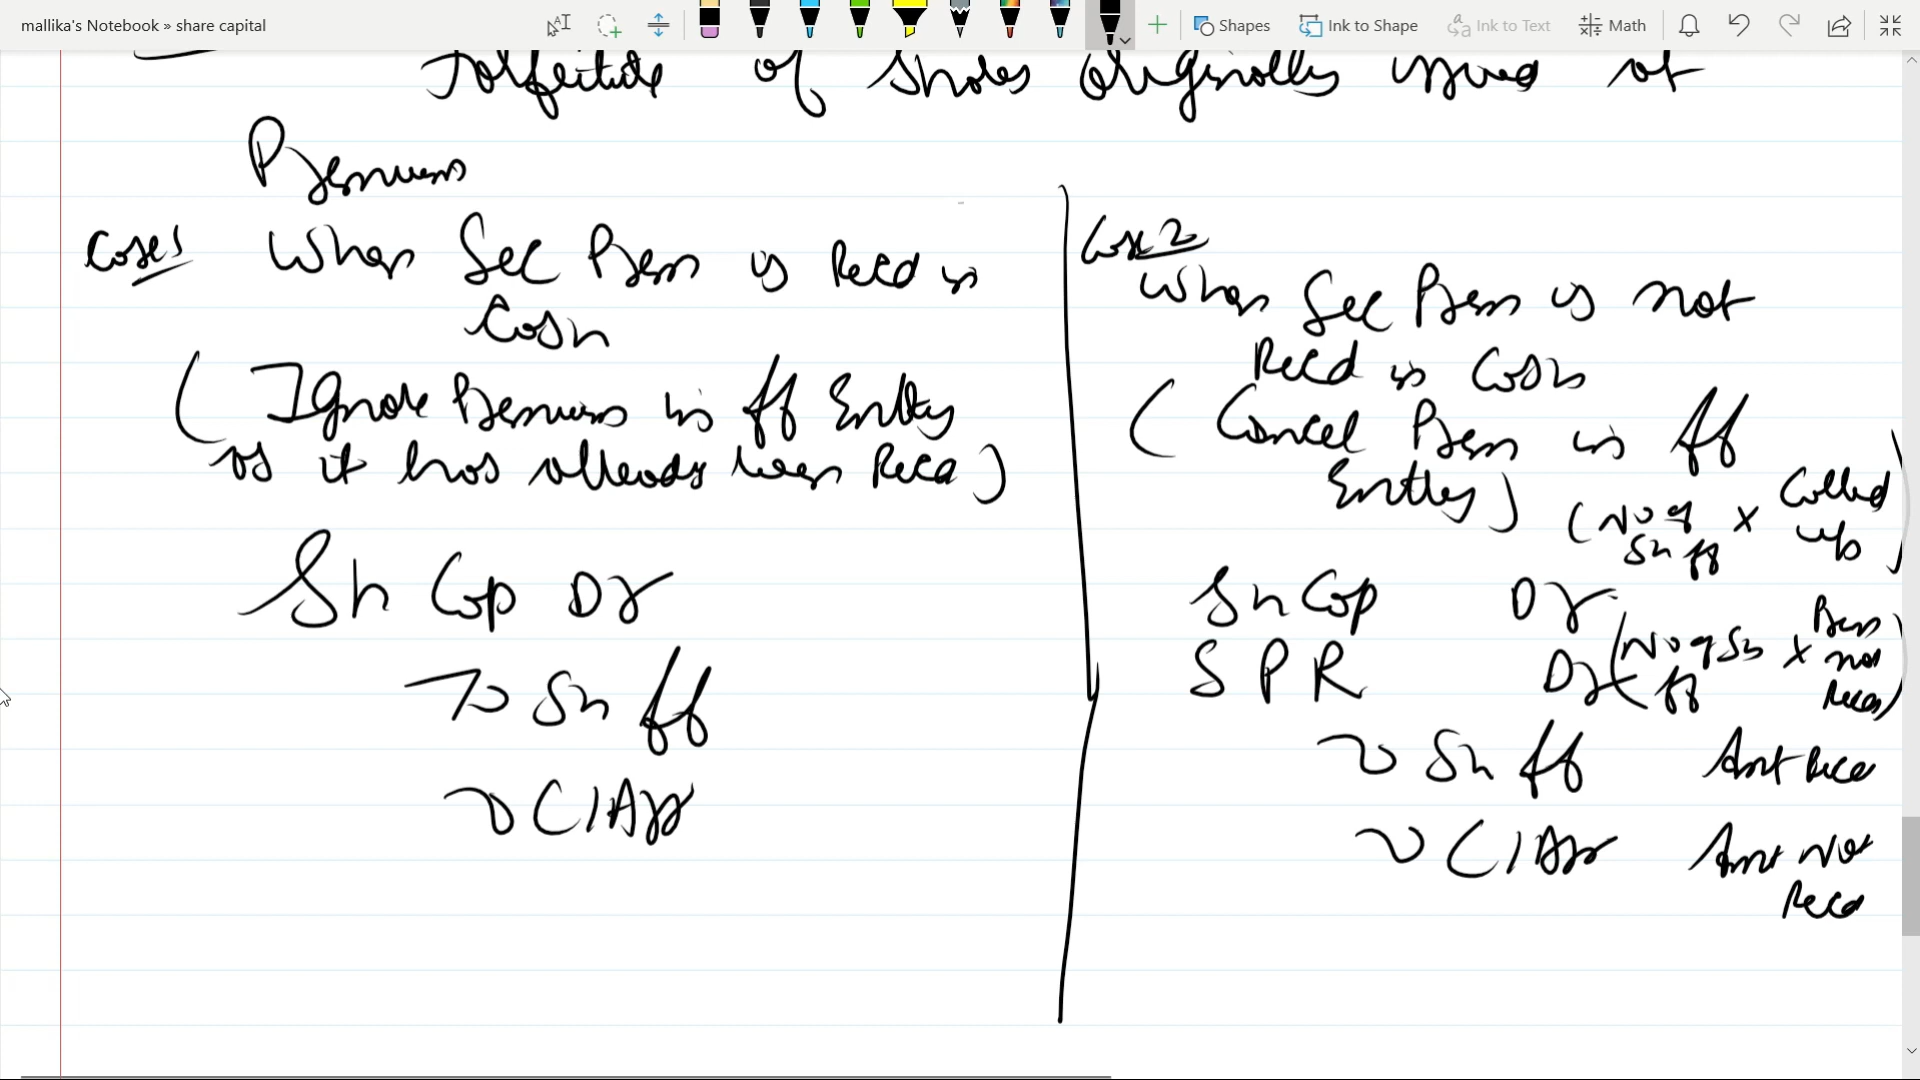 mallika's Notebook » share capital
Shapes
Ink to Shape
Ink to Text
Math
Forfeiture of Shares Originally issued at
Premium
Case 1 When Sec Prem is Recd in
Cash
( Ignore Premium in ff Entry
as it has already been Recd )
Sh Cap Dr
To Sh ff
To C/Arr
Case 2
When Sec Prem is not
Recd in Cash
( Cancel Prem in ff
Entry )
( No of Sh ff x Called up )
Sh Cap Dr
S P R Dr ( No of Sh ff x Prem not Recd )
To Sh ff Amt Recd
To C/Arr Amt Not
Recd